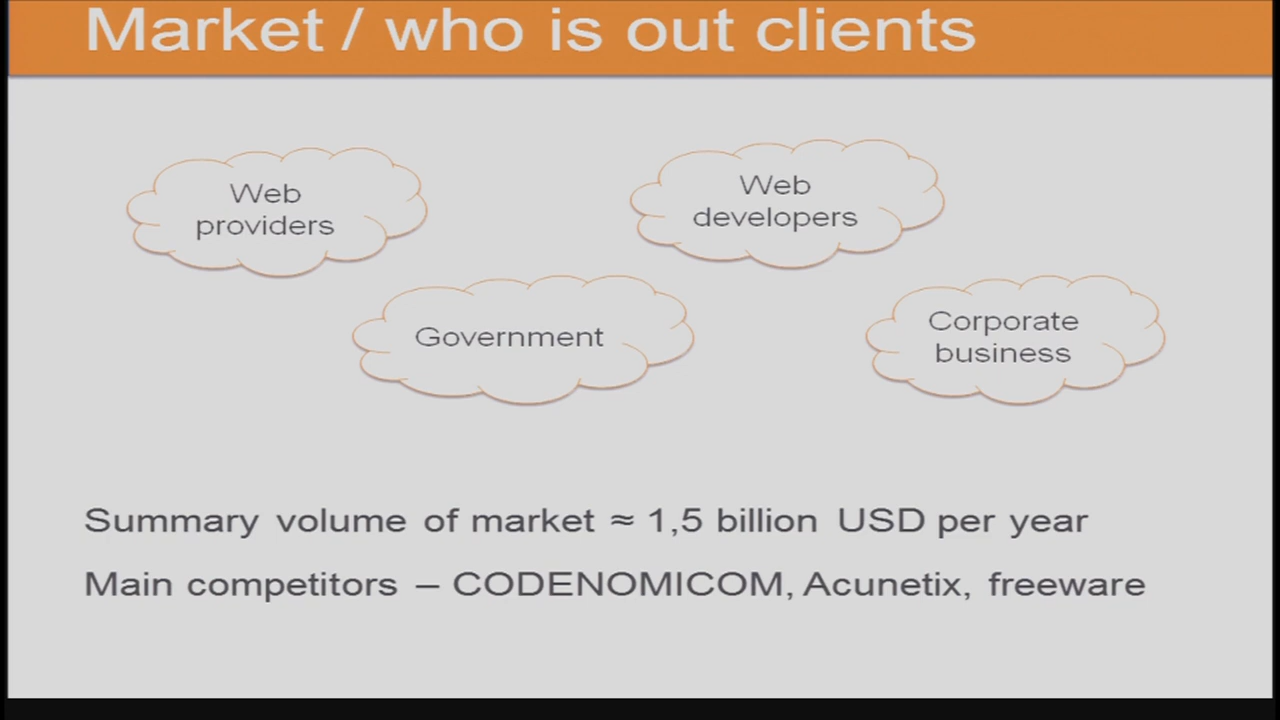 Market / who is out clients
Web
providers
Web
developers
Government
Corporate
business
Summary volume of market ≈ 1,5 billion USD per year
Main competitors – CODENOMICOM, Acunetix, freeware